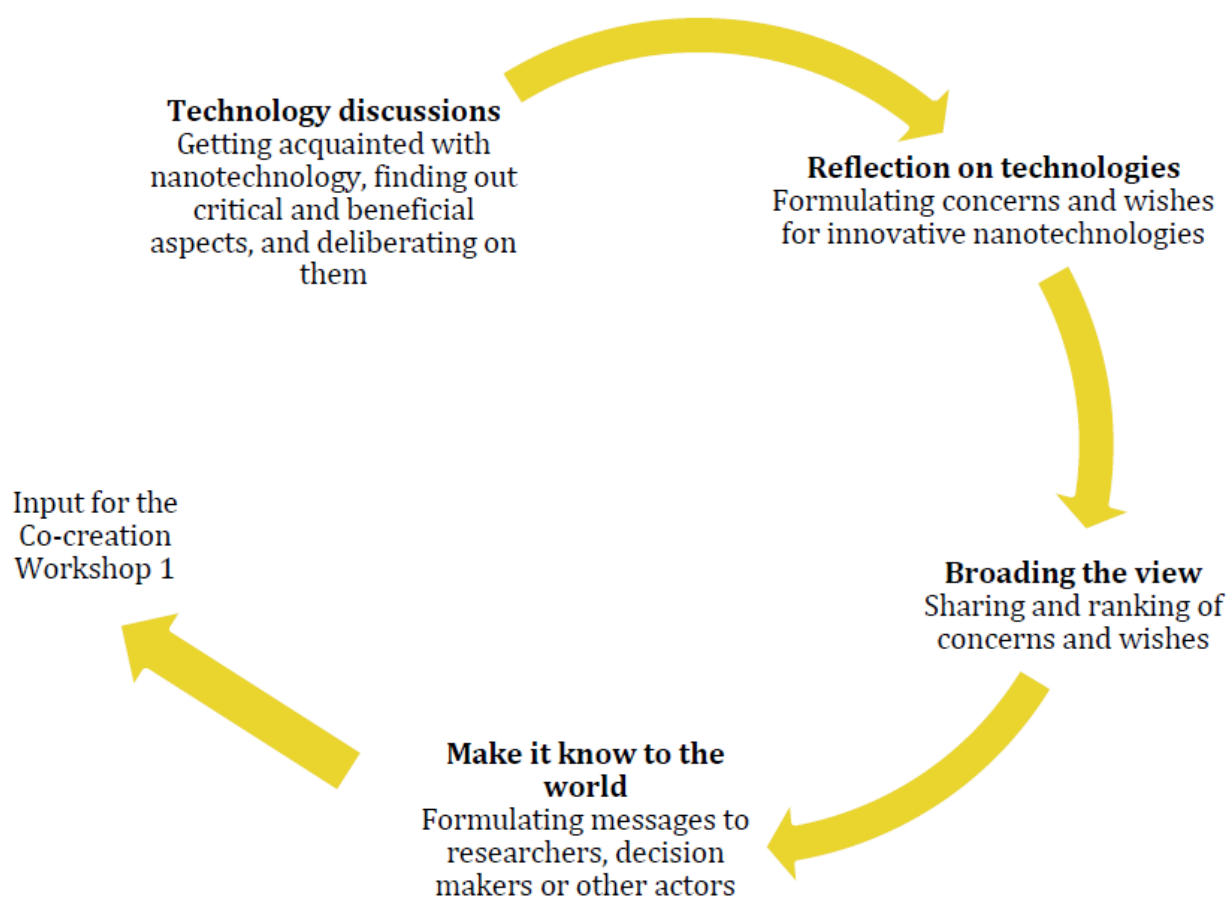 Technology discussions
Getting acquainted with
nanotechnology, finding out
critical and beneficial
aspects, and deliberating on
them
Reflection on technologies
Formulating concerns and wishes
for innovative nanotechnologies
Broading the view
Sharing and ranking of
concerns and wishes
Make it know to the
world
Formulating messages to
researchers, decision
makers or other actors
Input for the
Co-creation
Workshop 1